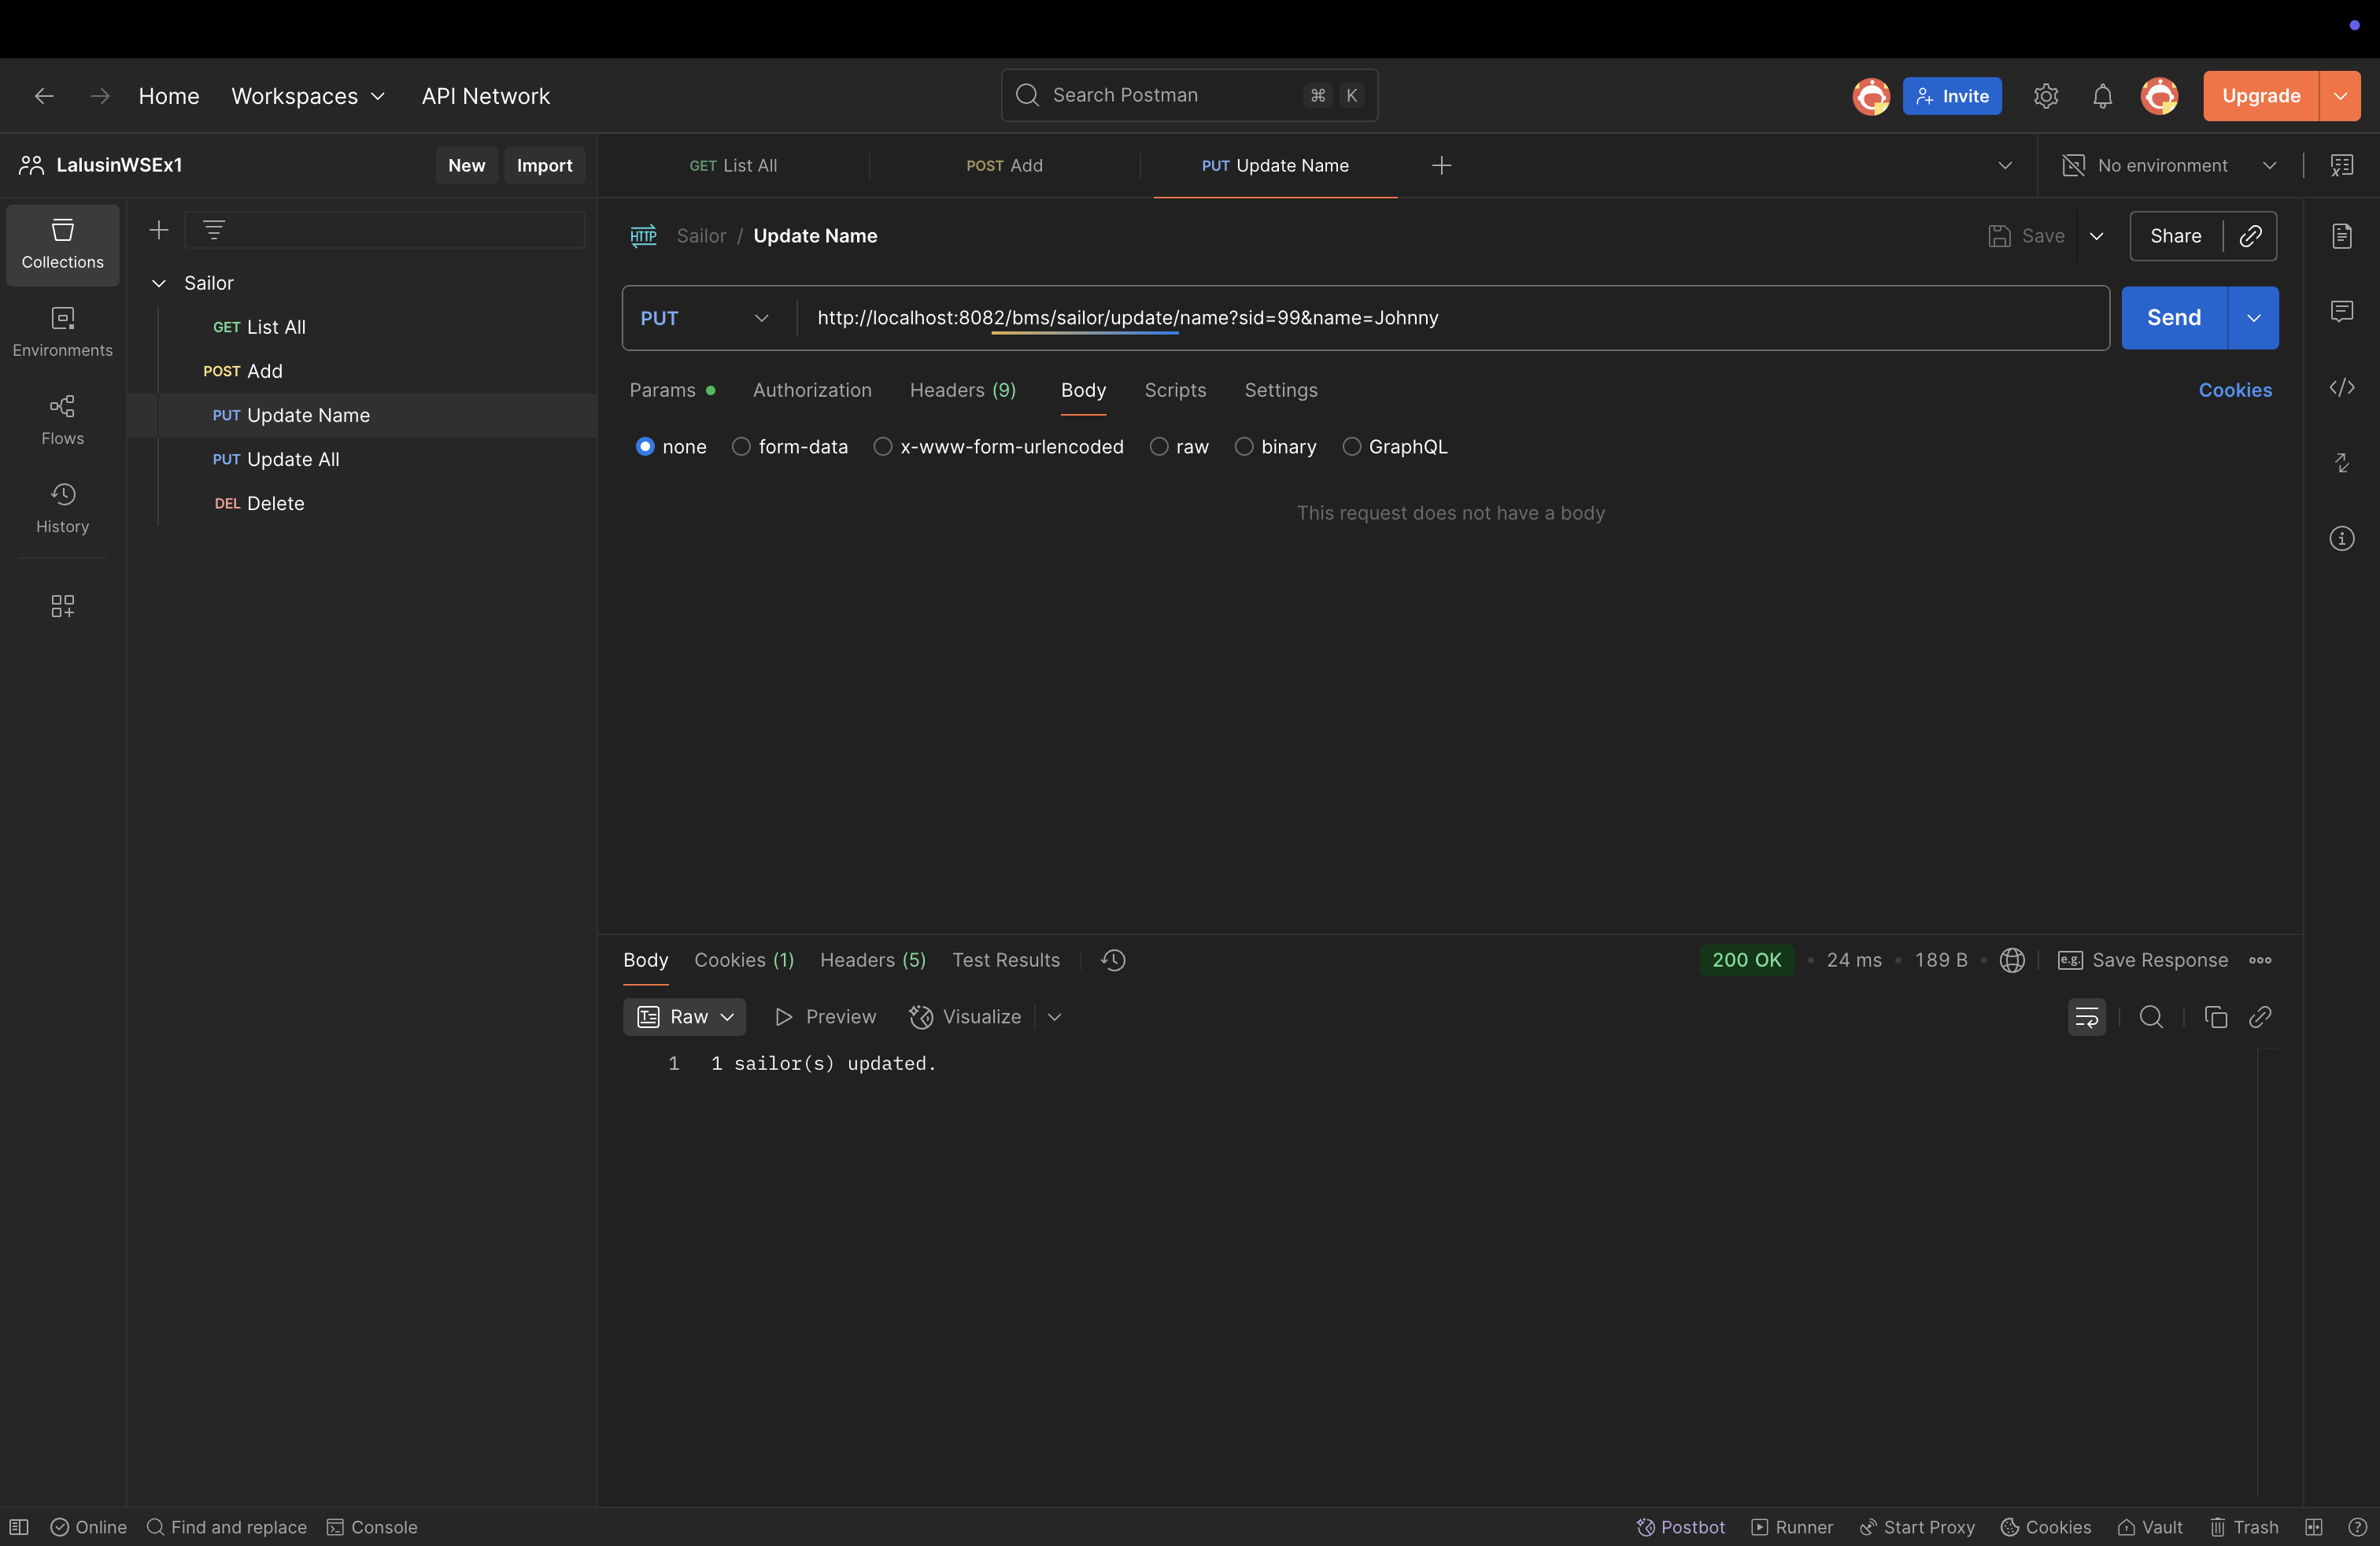 Home Workspaces API Network
Search Postman ⌘ K
Invite Upgrade
LalusinWSEx1 New Import
GET List All
POST Add
PUT Update Name
No environment
Collections
Environments
Flows
History
Sailor
GET List All
POST Add
PUT Update Name
PUT Update All
DEL Delete
HTTP Sailor / Update Name
Save Share
PUT http://localhost:8082/bms/sailor/update/name?sid=99&name=Johnny Send
Params Authorization Headers (9) Body Scripts Settings Cookies
none form-data x-www-form-urlencoded raw binary GraphQL
This request does not have a body
Body Cookies (1) Headers (5) Test Results
200 OK • 24 ms • 189 B • e.g. Save Response
Raw Preview Visualize
1 1 sailor(s) updated.
Online Find and replace Console
Postbot Runner Start Proxy Cookies Vault Trash